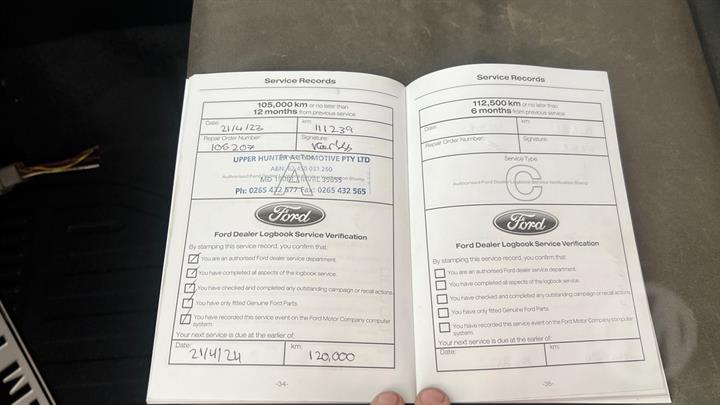 Service Records
105,000 km or no later than
12 months from previous service
Date: 21/4/23
km: 111239
Repair Order Number: 106207
Signature:
Service Type
A
UPPER HUNTER AUTOMOTIVE PTY LTD
Ph: 0265 432 677 Fax: 0265 432 565
Ford
Ford Dealer Logbook Service Verification
By stamping this service record, you confirm that:
You are an authorised Ford dealer service department.
You have completed all aspects of the logbook service.
You have checked and completed any outstanding campaign or recall actions.
You have only fitted Genuine Ford Parts.
You have recorded this service event on the Ford Motor Company computer
system.
Your next service is due at the earlier of:
Date: 21/4/24
km: 120,000
-34-
Service Records
112,500 km or no later than
6 months from previous service
Date:
km:
Repair Order Number:
Signature:
Service Type
C
Authorised Ford Dealer Logbook Service Verification Stamp
Ford
Ford Dealer Logbook Service Verification
By stamping this service record, you confirm that:
You are an authorised Ford dealer service department.
You have completed all aspects of the logbook service.
You have checked and completed any outstanding campaign or recall actions.
You have only fitted Genuine Ford Parts.
You have recorded this service event on the Ford Motor Company computer
system.
Your next service is due at the earlier of:
Date:
km:
-35-